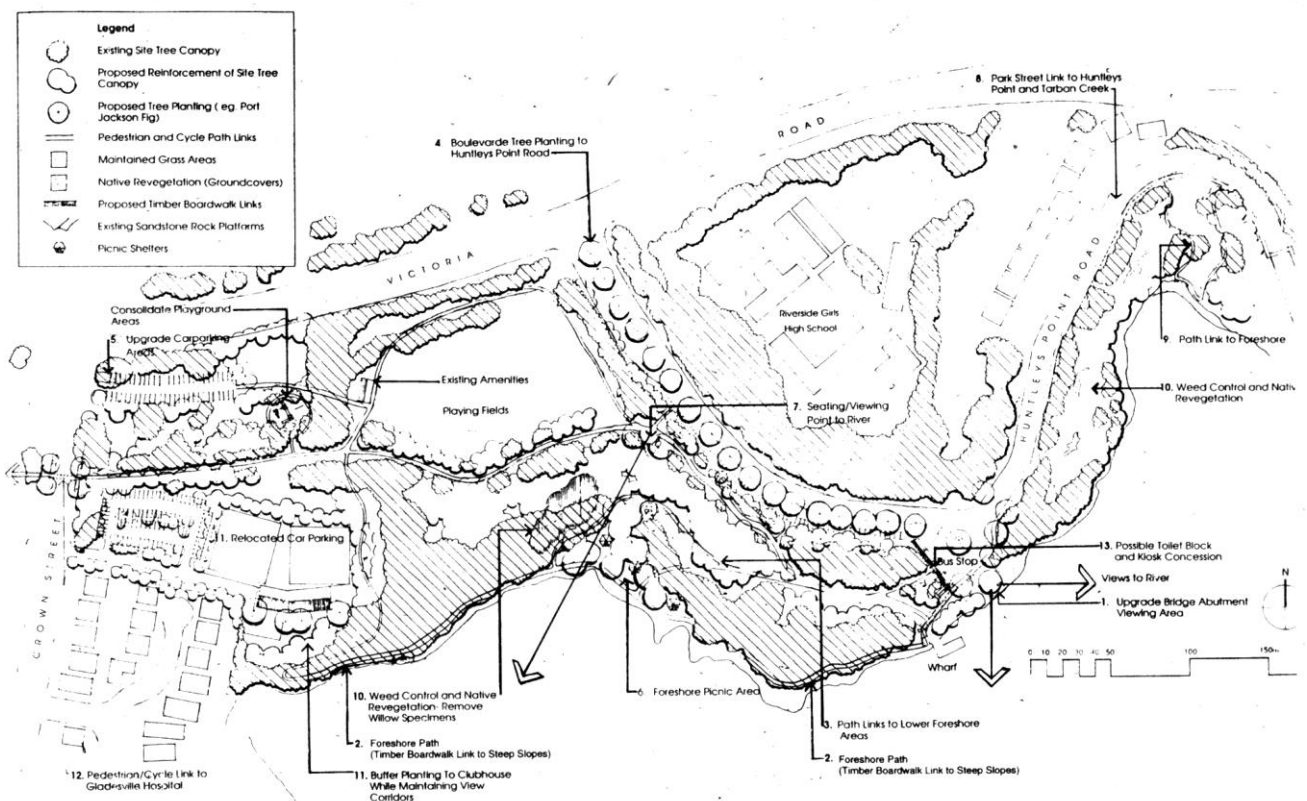 Legend
Existing Site Tree Canopy
Proposed Reinforcement of Site Tree
Canopy
Proposed Tree Planting ( eg. Port
Jackson Fig)
Pedestrian and Cycle Path Links
Maintained Grass Areas
Native Revegetation (Groundcovers)
Proposed Timber Boardwalk Links
Existing Sandstone Rock Platforms
Picnic Shelters
8. Park Street Link to Huntleys
Point and Tarban Creek
ROAD
4. Boulevarde Tree Planting to
Huntleys Point Road
VICTORIA
Consolidate Playground
Areas
5. Upgrade Carparking
Areas
Existing Amenities
Playing Fields
Riverside Girls
High School
HUNTLEYS POINT ROAD
9. Path Link to Foreshore
10. Weed Control and Nativ
Revegetation
7. Seating/Viewing
Point to River
11. Relocated Car Parking
CROWN STREET
13. Possible Toilet Block
and Kiosk Concession
Bus Stop
Views to River
1. Upgrade Bridge Abutment
Viewing Area
N
0 10 20 30 40 50 100 150m
Wharf
10. Weed Control and Native
Revegetation- Remove
Willow Specimens
6. Foreshore Picnic Area
3. Path Links to Lower Foreshore
Areas
2. Foreshore Path
(Timber Boardwalk Link to Steep Slopes)
2. Foreshore Path
(Timber Boardwalk Link to Steep Slopes)
12. Pedestrian/Cycle Link to
Gladesville Hospital
11. Buffer Planting To Clubhouse
While Maintaining View
Corridors